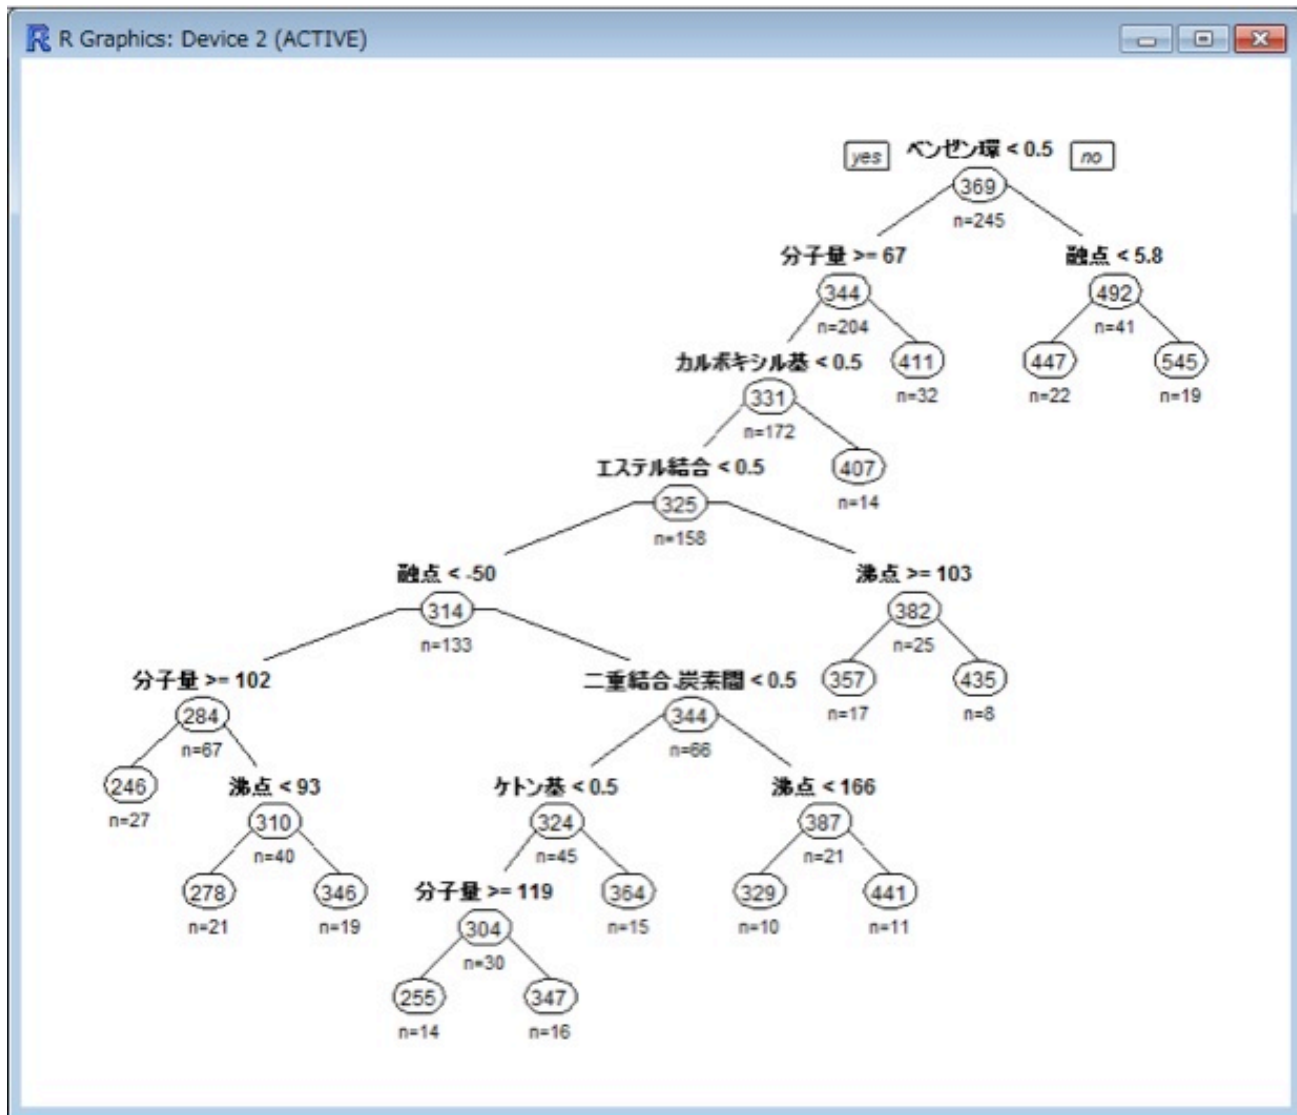 R Graphics: Device 2 (ACTIVE)
yes ベンゼン環 < 0.5 no
369
n=245
分子量 >= 67 融点 < 5.8
344 492
n=204 n=41
カルボキシル基 < 0.5 411 447 545
n=32 n=22 n=19
331
n=172
エステル結合 < 0.5 407
n=14
325
n=158
融点 < -50 沸点 >= 103
314 382
n=133 n=25
分子量 >= 102 二重結合.炭素間 < 0.5 357 435
n=17 n=8
284 344
n=67 n=66
246 沸点 < 93 ケトン基 < 0.5 沸点 < 166
n=27 310 324 387
n=40 n=45 n=21
278 346 分子量 >= 119 364 329 441
n=21 n=19 n=15 n=10 n=11
304
n=30
255 347
n=14 n=16